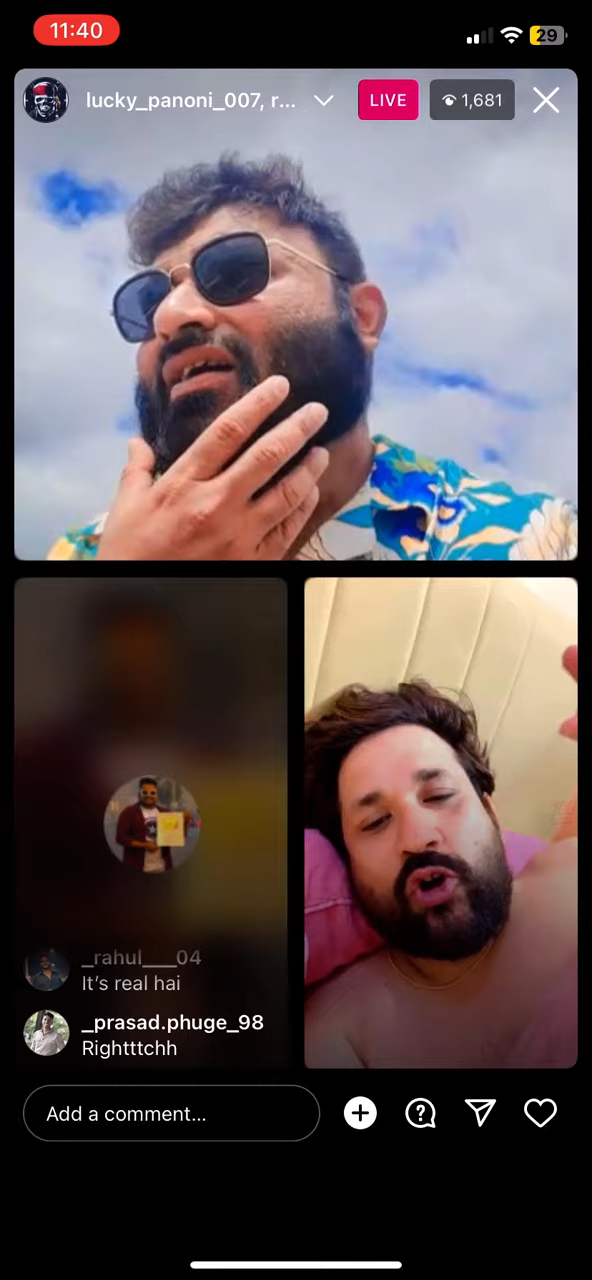 11:40
29
lucky_panoni_007, r...
LIVE
1,681
_rahul___04
It's real hai
_prasad.phuge_98
Rightttchh
Add a comment...